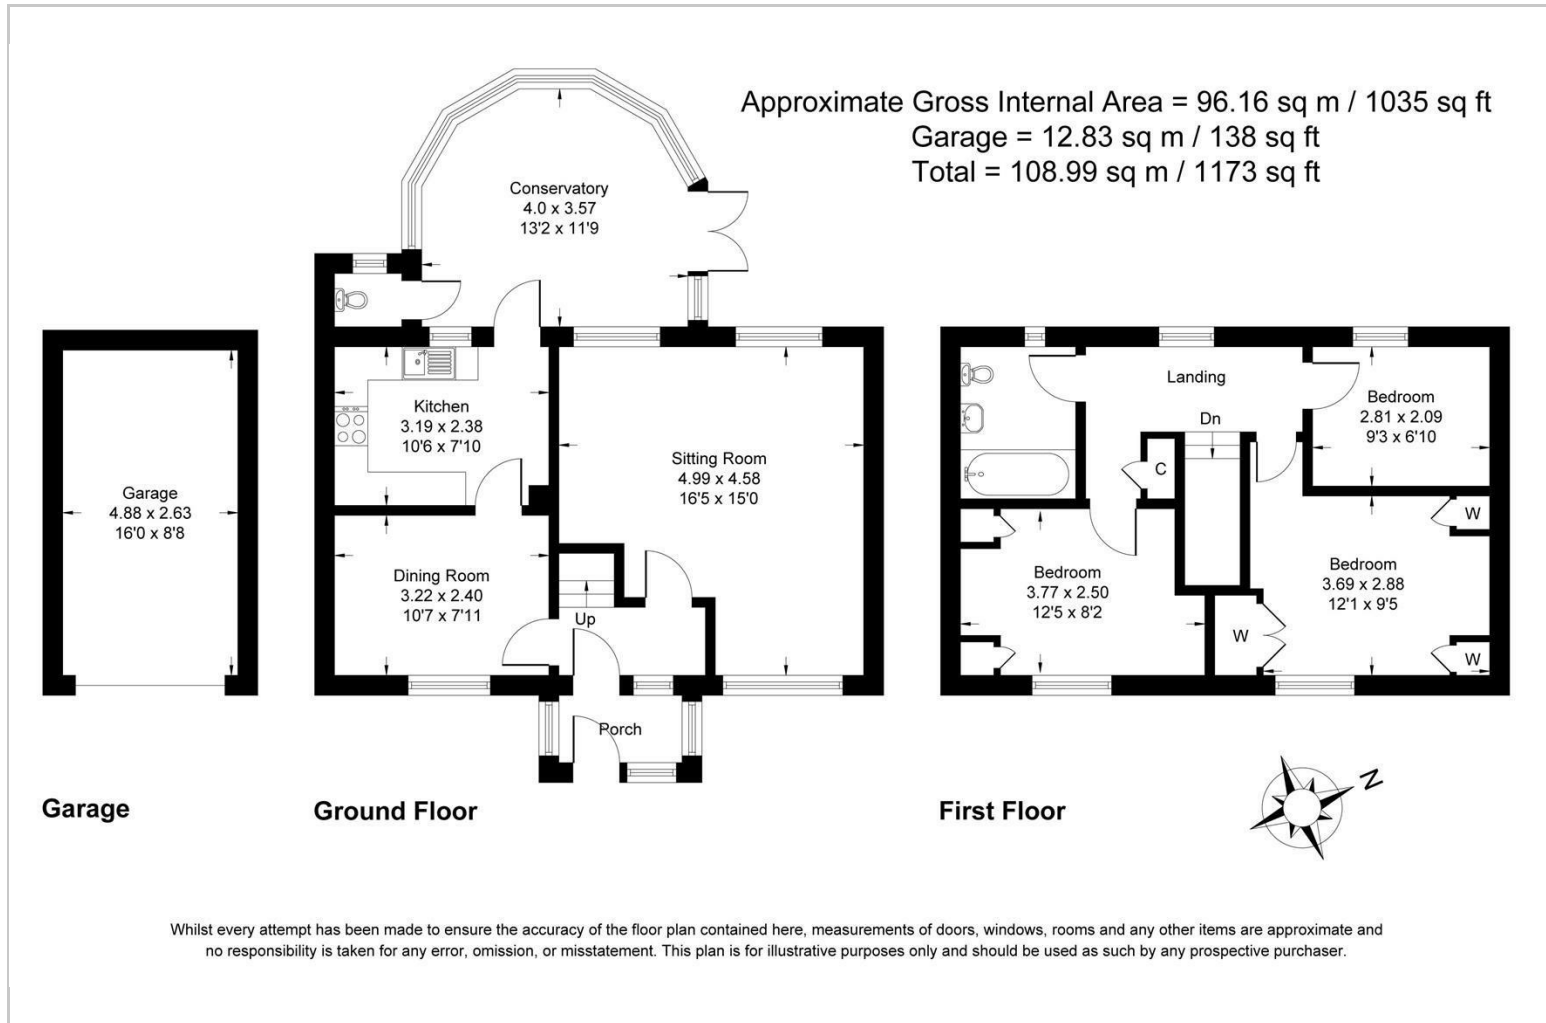 Approximate Gross Internal Area = 96.16 sq m / 1035 sq ft
Garage = 12.83 sq m / 138 sq ft
Total = 108.99 sq m / 1173 sq ft
Conservatory
4.0 x 3.57
13'2 x 11'9
Kitchen
3.19 x 2.38
10'6 x 7'10
Sitting Room
4.99 x 4.58
16'5 x 15'0
Garage
4.88 x 2.63
16'0 x 8'8
Dining Room
3.22 x 2.40
10'7 x 7'11
Up
Porch
Landing
Dn
C
Bedroom
2.81 x 2.09
9'3 x 6'10
W
Bedroom
3.77 x 2.50
12'5 x 8'2
Bedroom
3.69 x 2.88
12'1 x 9'5
W
W
Garage
Ground Floor
First Floor
N
Whilst every attempt has been made to ensure the accuracy of the floor plan contained here, measurements of doors, windows, rooms and any other items are approximate and
no responsibility is taken for any error, omission, or misstatement. This plan is for illustrative purposes only and should be used as such by any prospective purchaser.